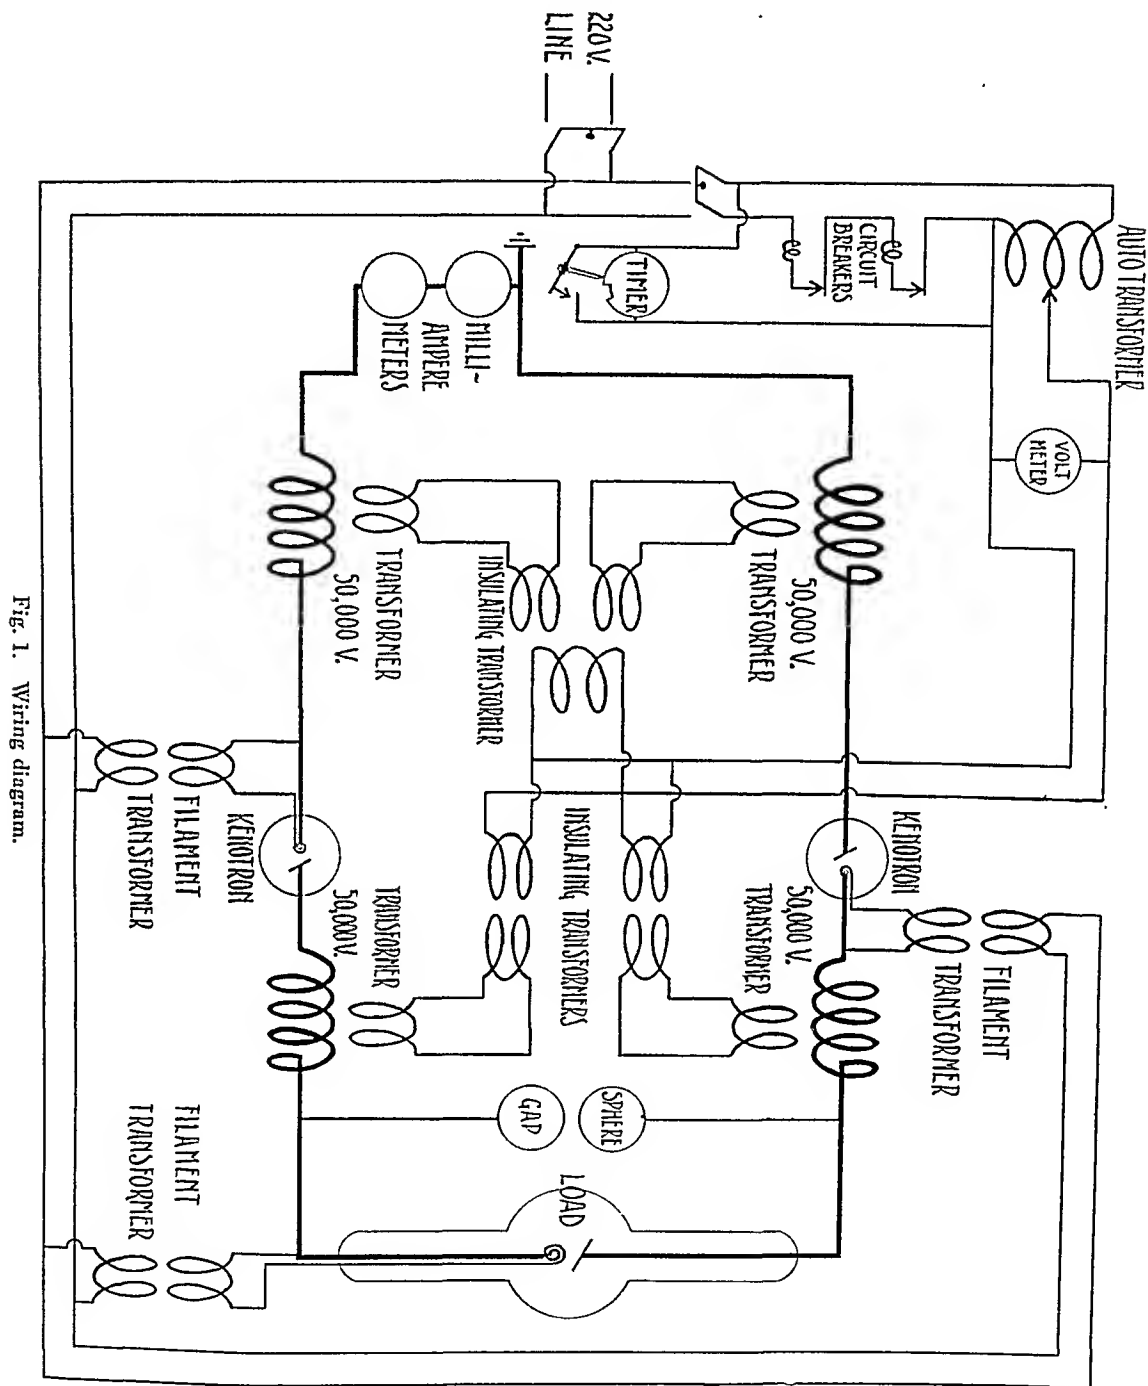 220 V.
LINE
AUTO TRANSFORMER
CIRCUIT
BREAKERS
TIMER
VOLT
METER
MILLI-
AMPERE
METERS
50,000 V.
TRANSFORMER
TRANSFORMER
50,000 V.
INSULATING TRANSFORMER
KENOTRON
FILAMENT
TRANSFORMER
50,000 V.
TRANSFORMER
INSULATING TRANSFORMERS
TRANSFORMER
50,000V.
KENOTRON
FILAMENT
TRANSFORMER
SPHERE
GAP
LOAD
FILAMENT
TRANSFORMER
Fig. 1. Wiring diagram.